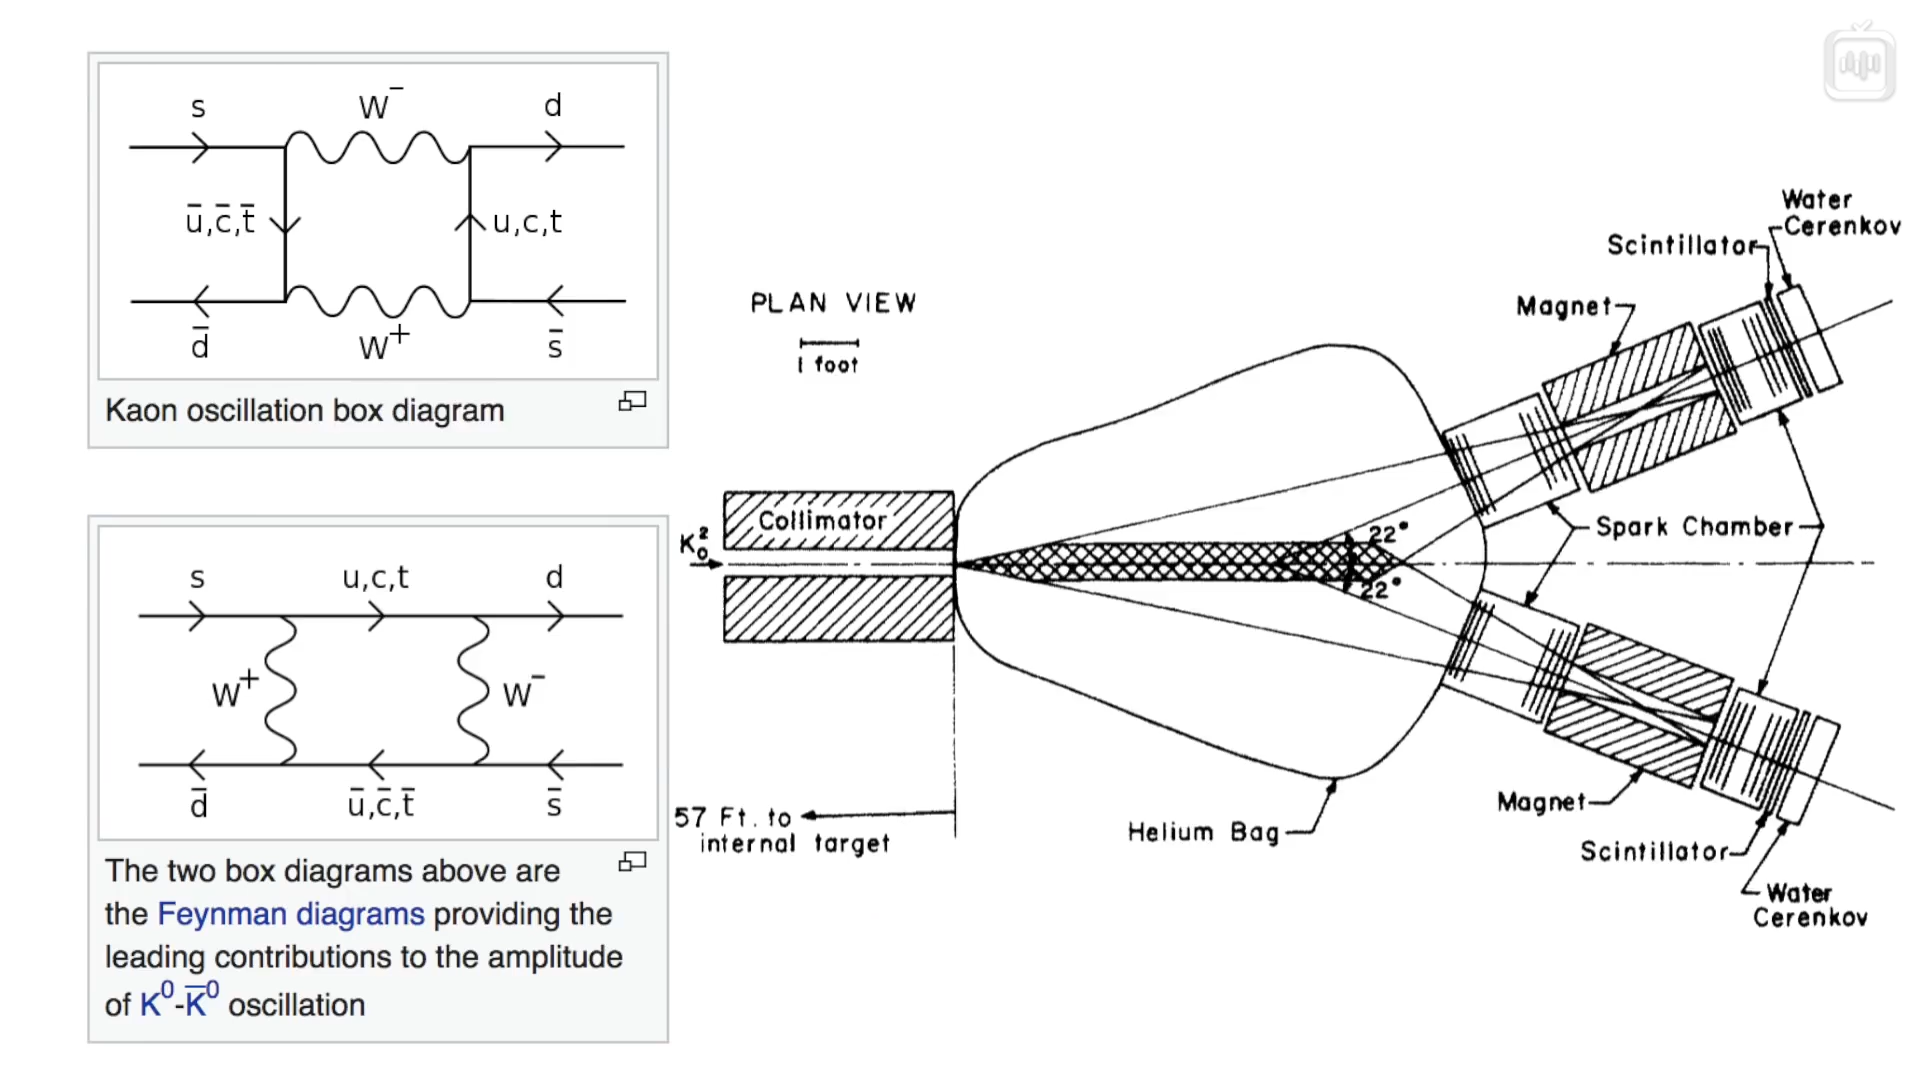 s
W⁻
d
ū,c̄,t̄
u,c,t
d̄
W⁺
s̄
Kaon oscillation box diagram
s
u,c,t
d
W⁺
W⁻
d̄
ū,c̄,t̄
s̄
The two box diagrams above are
the Feynman diagrams providing the
leading contributions to the amplitude
of K⁰-K̄⁰ oscillation
PLAN VIEW
1 foot
Collimator
K₀²
57 Ft. to
internal target
Helium Bag
22°
22°
Water
Cerenkov
Scintillator
Magnet
Spark Chamber
Magnet
Scintillator
Water
Cerenkov